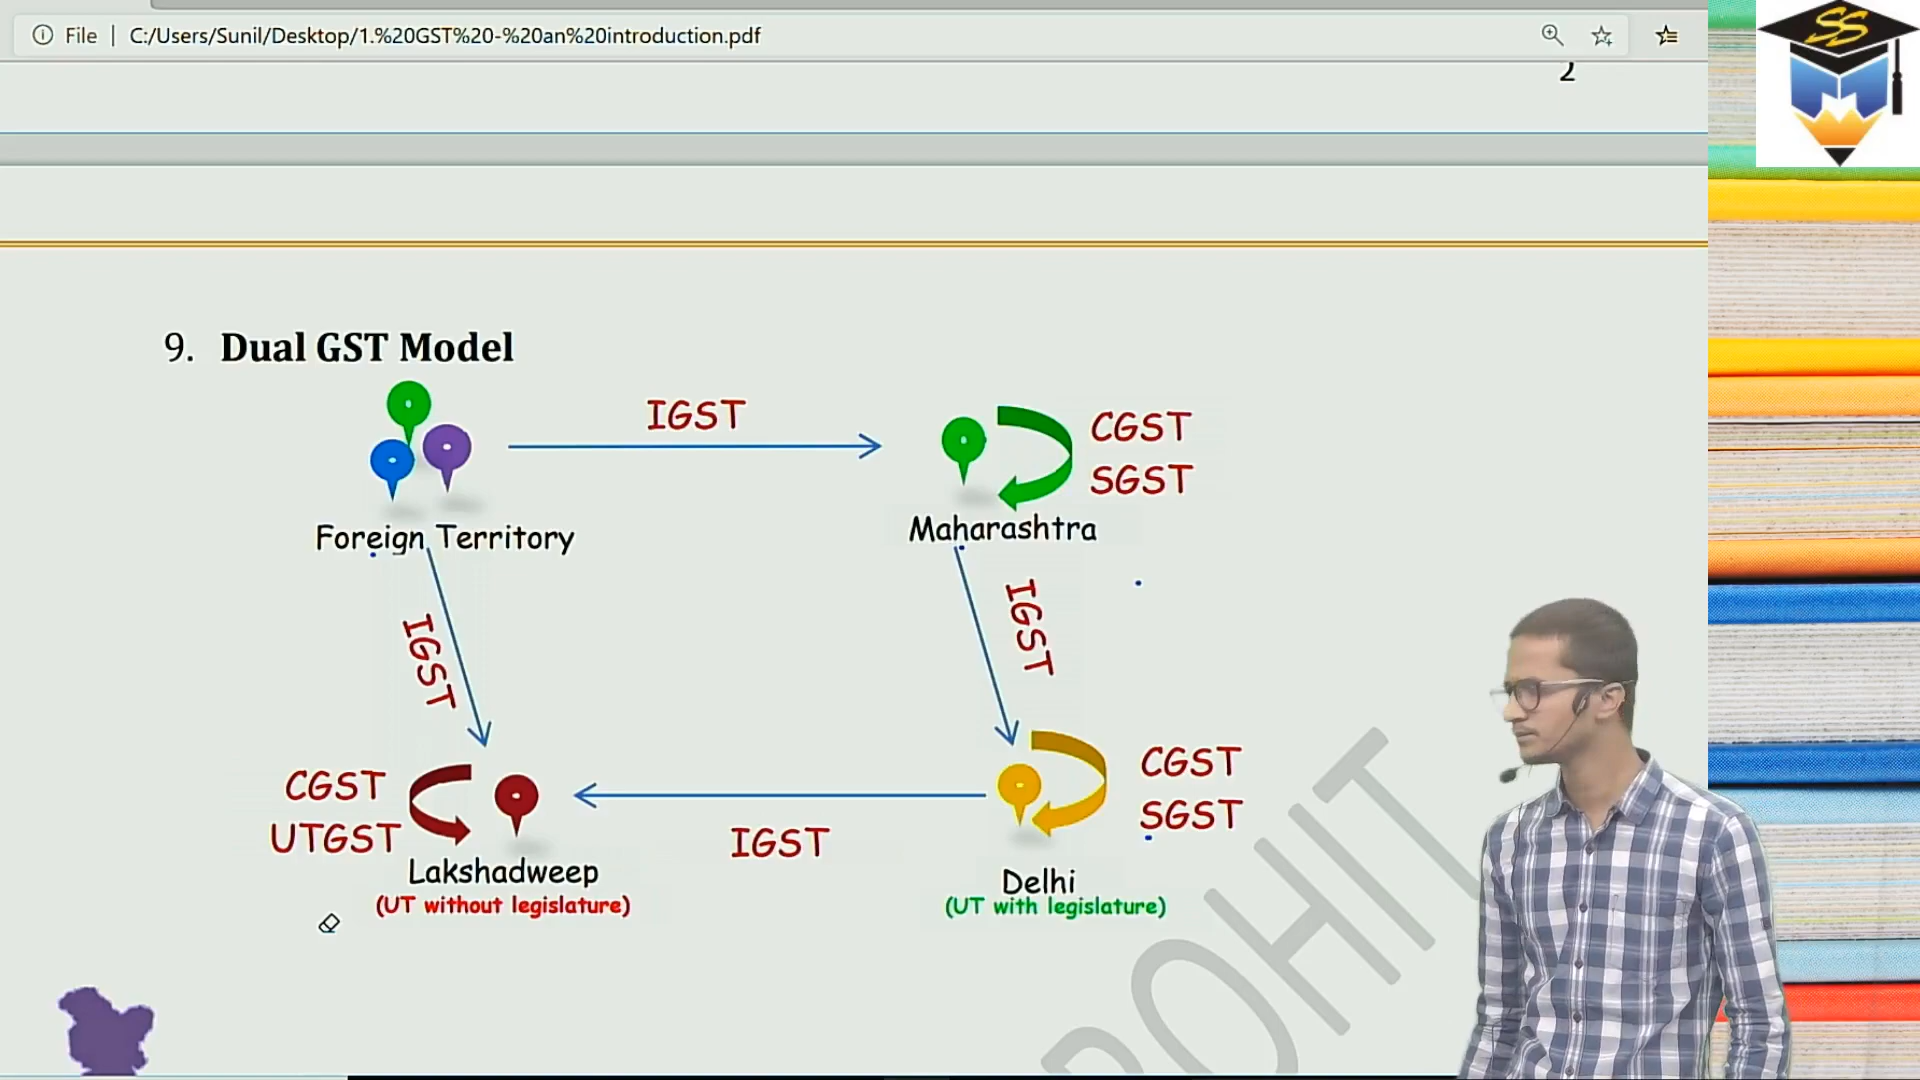 File | C:/Users/Sunil/Desktop/1.%20GST%20-%20an%20introduction.pdf
SS
2
9. Dual GST Model
IGST
CGST
SGST
Foreign Territory
Maharashtra
IGST
IGST
CGST
UTGST
IGST
CGST
SGST
Lakshadweep
(UT without legislature)
Delhi
(UT with legislature)
ROHIT